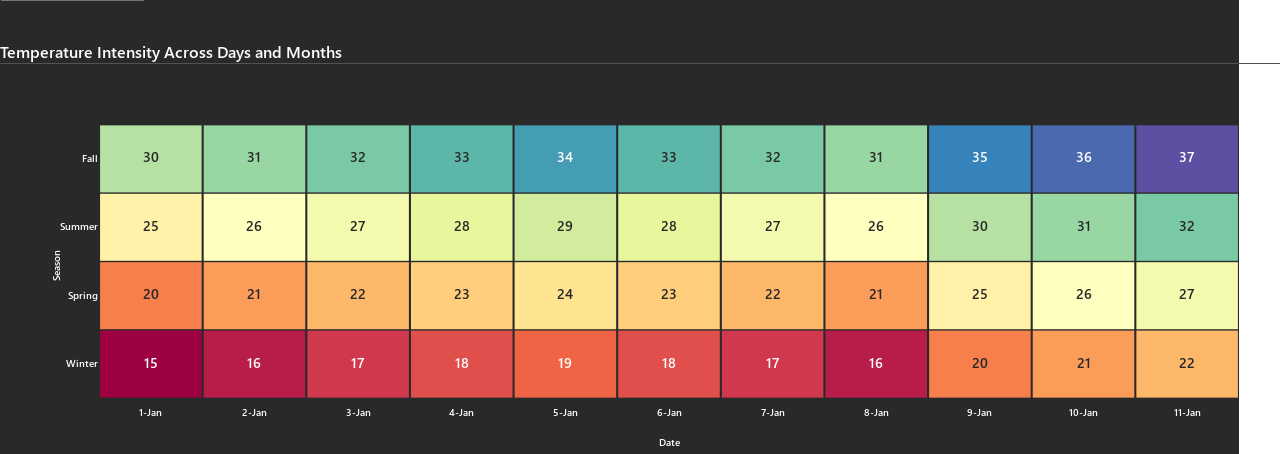 Temperature Intensity Across Days and Months
Fall 30 31 32 33 34 33 32 31 35 36 37
Summer 25 26 27 28 29 28 27 26 30 31 32
Season
Spring 20 21 22 23 24 23 22 21 25 26 27
Winter 15 16 17 18 19 18 17 16 20 21 22
1-Jan 2-Jan 3-Jan 4-Jan 5-Jan 6-Jan 7-Jan 8-Jan 9-Jan 10-Jan 11-Jan
Date